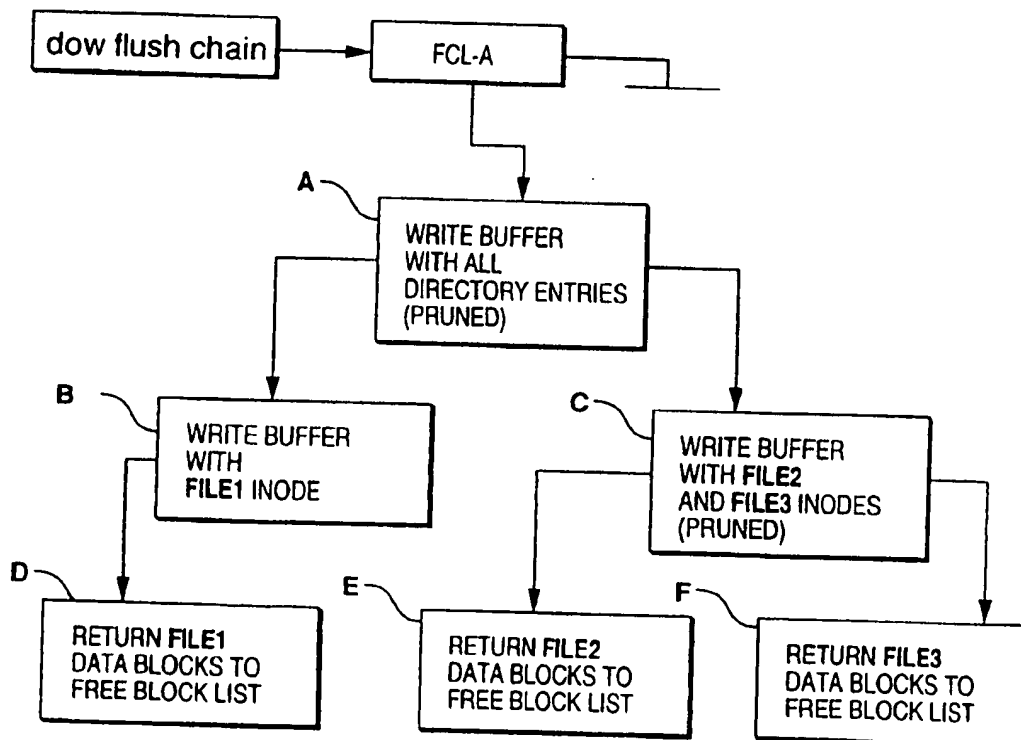 dow flush chain
FCL-A
A
WRITE BUFFER
WITH ALL
DIRECTORY ENTRIES
(PRUNED)
B
WRITE BUFFER
WITH
FILE1 INODE
C
WRITE BUFFER
WITH FILE2
AND FILE3 INODES
(PRUNED)
D
RETURN FILE1
DATA BLOCKS TO
FREE BLOCK LIST
E
RETURN FILE2
DATA BLOCKS TO
FREE BLOCK LIST
F
RETURN FILE3
DATA BLOCKS TO
FREE BLOCK LIST